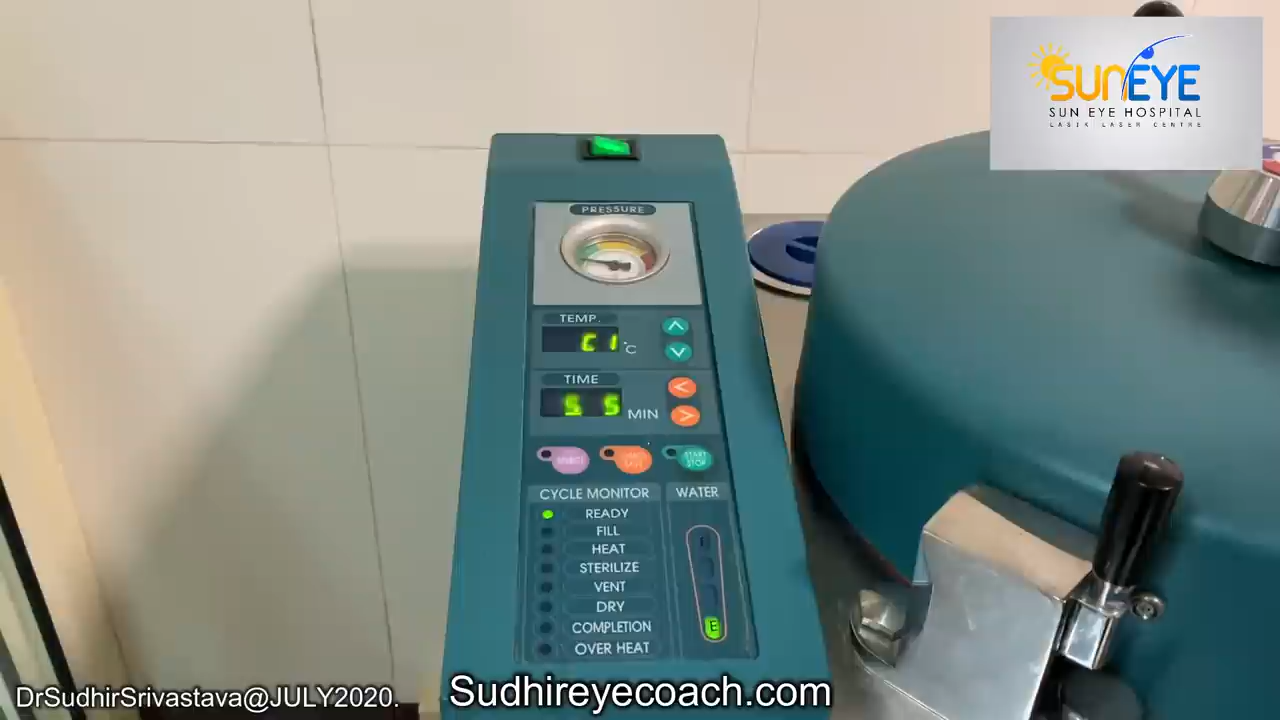 SUNEYE
SUN EYE HOSPITAL
LASIK LASER CENTRE
PRESSURE
TEMP.
C1 °C
TIME
5 5 MIN
START
STOP
CYCLE MONITOR
WATER
READY
FILL
HEAT
STERILIZE
VENT
DRY
COMPLETION
OVER HEAT
E
DrSudhirSrivastava@JULY2020.
Sudhireyecoach.com